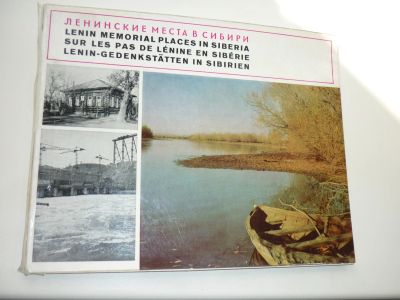 ЛЕНИНСКИЕ МЕСТА В СИБИРИ
LENIN MEMORIAL PLACES IN SIBERIA
SUR LES PAS DE LÉNINE EN SIBÉRIE
LENIN-GEDENKSTÄTTEN IN SIBIRIEN